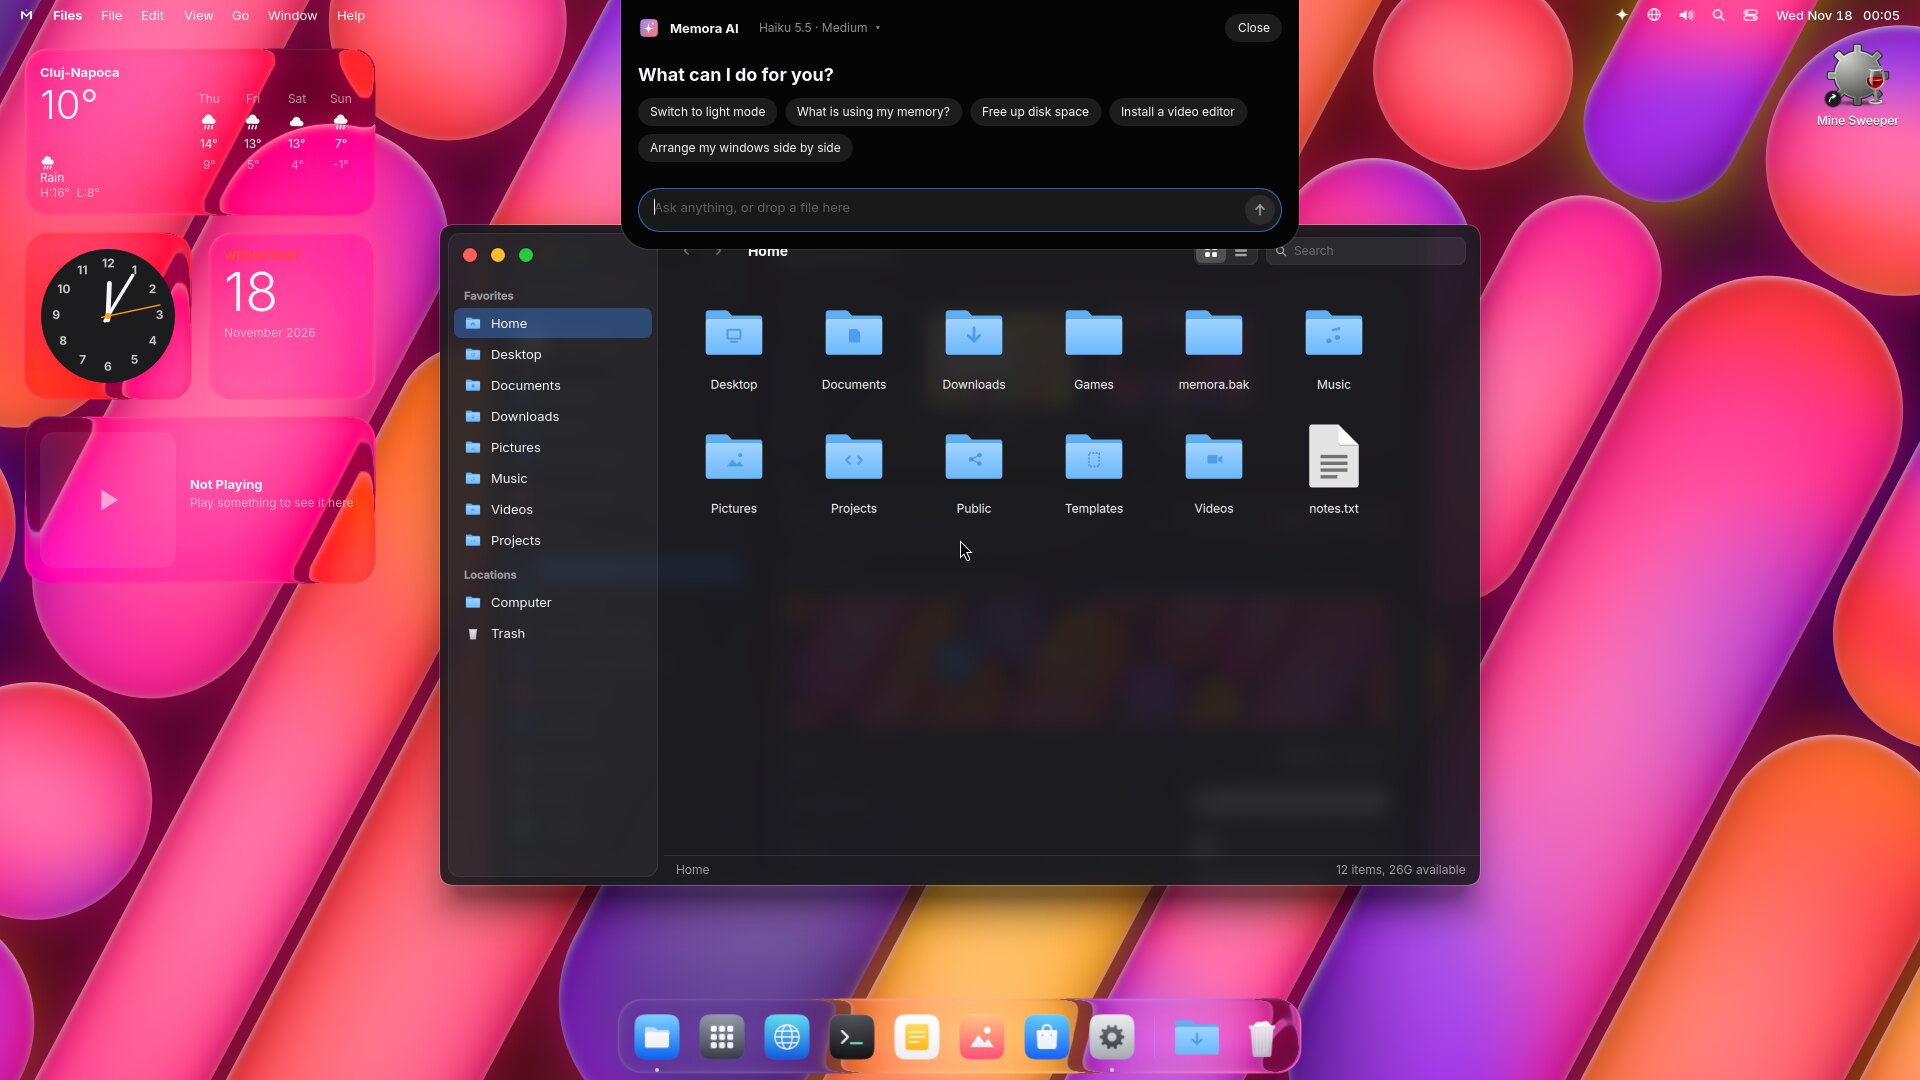 Files File Edit View Go Window Help
Wed Nov 18 00:05
Memora AI Haiku 5.5 · Medium
Close
What can I do for you?
Switch to light mode
What is using my memory?
Free up disk space
Install a video editor
Arrange my windows side by side
Ask anything, or drop a file here
Cluj-Napoca
10°
Rain
H:16° L:8°
Thu Fri Sat Sun
14° 13° 13° 7°
9° 5° 4° -1°
12 1 2 3 4 5 6 7 8 9 10 11
WEDNESDAY
18
November 2026
Not Playing
Play something to see it here
Mine Sweeper
Home
Search
Favorites
Home
Desktop
Documents
Downloads
Pictures
Music
Videos
Projects
Locations
Computer
Trash
Desktop Documents Downloads Games memora.bak Music
Pictures Projects Public Templates Videos notes.txt
Home
12 items, 26G available